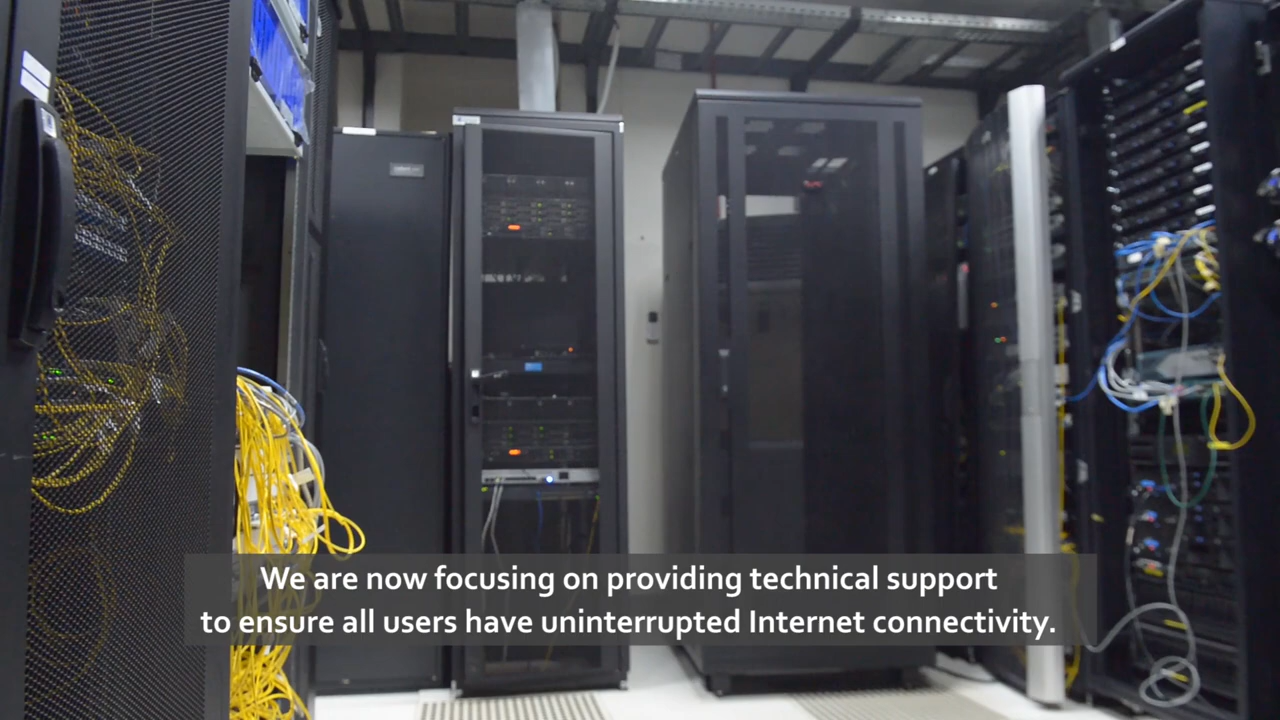 We are now focusing on providing technical support
to ensure all users have uninterrupted Internet connectivity.